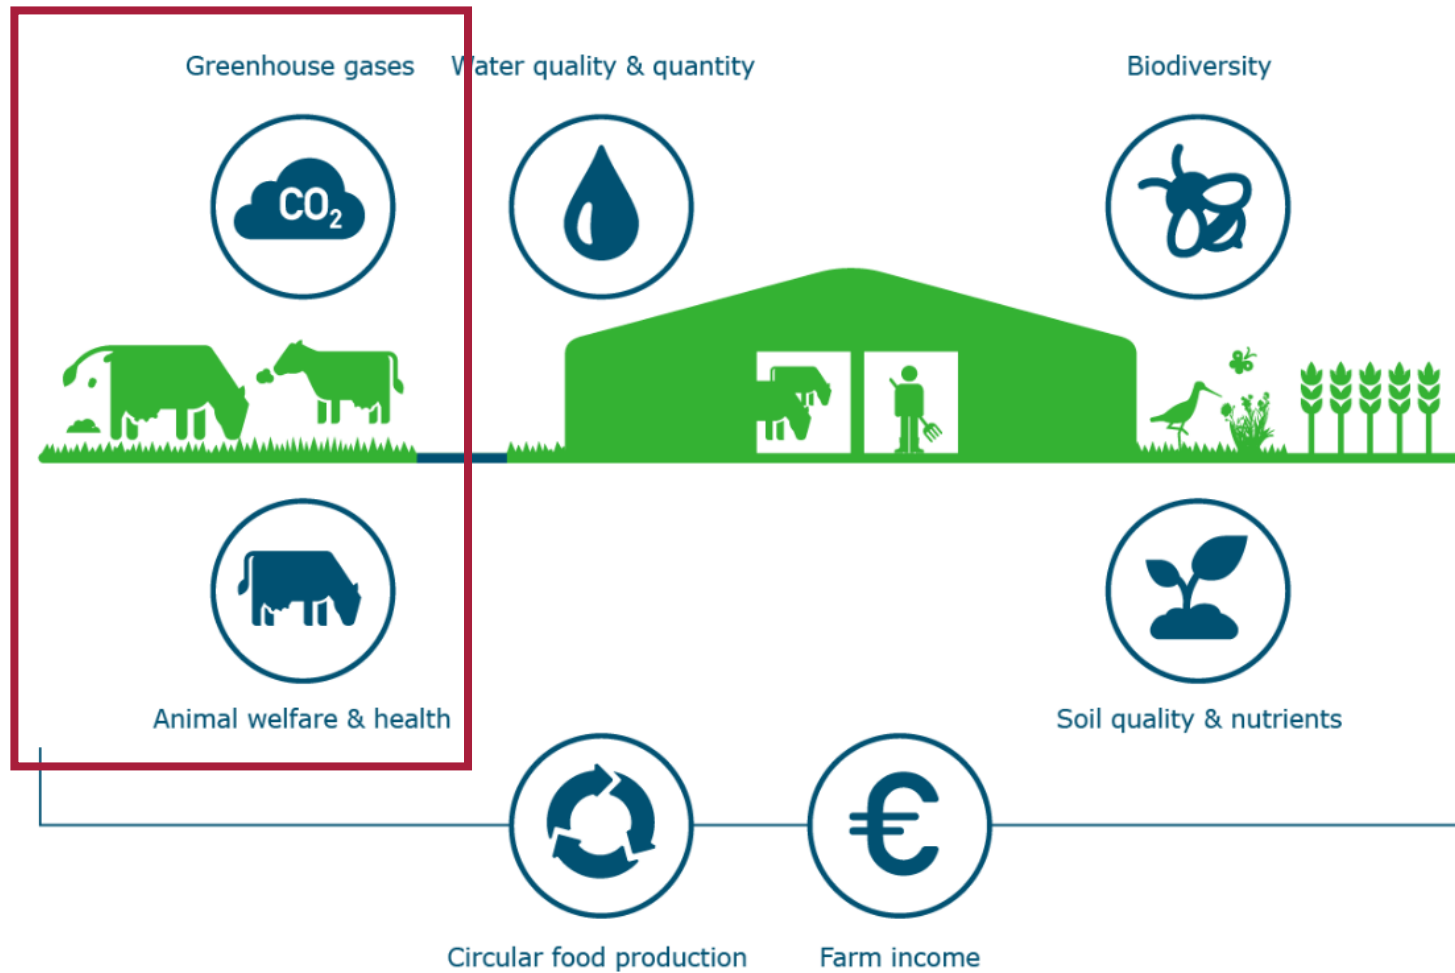 Greenhouse gases
Water quality & quantity
Biodiversity
CO₂
Animal welfare & health
Soil quality & nutrients
€
Circular food production
Farm income